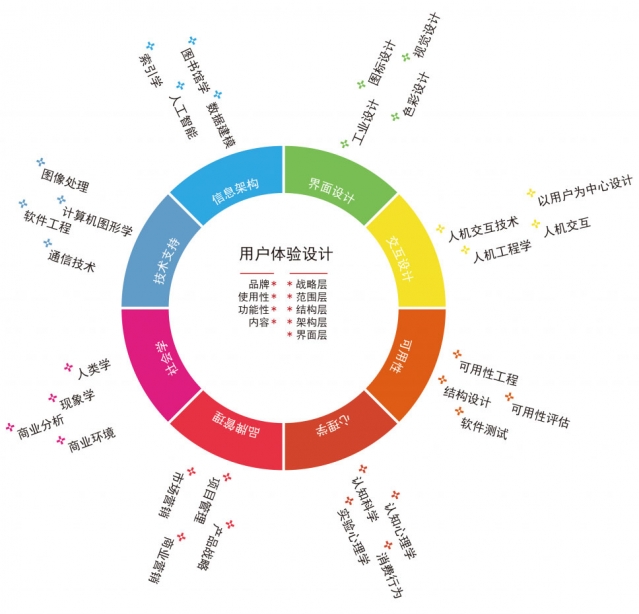 用户体验设计
品牌* *战略层
使用性* *范围层
功能性* *结构层
内容* *架构层
*界面层
界面设计
工业设计
图标设计
色彩设计
视觉设计
交互设计
人机交互技术
以用户为中心设计
人机工程学
人机交互
可用性
可用性工程
结构设计
可用性评估
软件测试
心理学
认知科学
认知心理学
实验心理学
消费行为
品牌管理
项目管理
市场营销
产品战略
商业营销
社会学
人类学
现象学
商业分析
商业环境
技术支持
图像处理
计算机图形学
软件工程
通信技术
信息架构
索引学
图书馆学
人工智能
数据建模